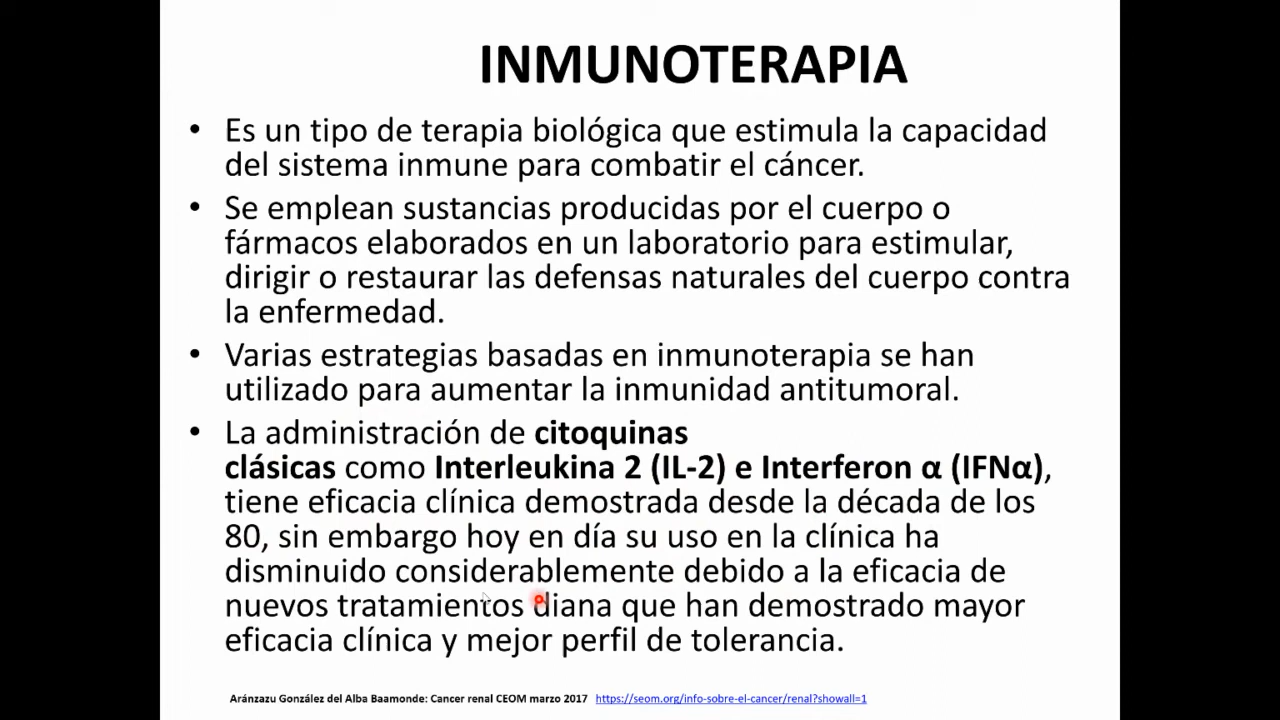 INMUNOTERAPIA
• Es un tipo de terapia biológica que estimula la capacidad
del sistema inmune para combatir el cáncer.
• Se emplean sustancias producidas por el cuerpo o
fármacos elaborados en un laboratorio para estimular,
dirigir o restaurar las defensas naturales del cuerpo contra
la enfermedad.
• Varias estrategias basadas en inmunoterapia se han
utilizado para aumentar la inmunidad antitumoral.
• La administración de citoquinas
clásicas como Interleukina 2 (IL-2) e Interferon α (IFNα),
tiene eficacia clínica demostrada desde la década de los
80, sin embargo hoy en día su uso en la clínica ha
disminuido considerablemente debido a la eficacia de
nuevos tratamientos diana que han demostrado mayor
eficacia clínica y mejor perfil de tolerancia.
Aránzazu González del Alba Baamonde: Cancer renal CEOM marzo 2017 https://seom.org/info-sobre-el-cancer/renal?showall=1